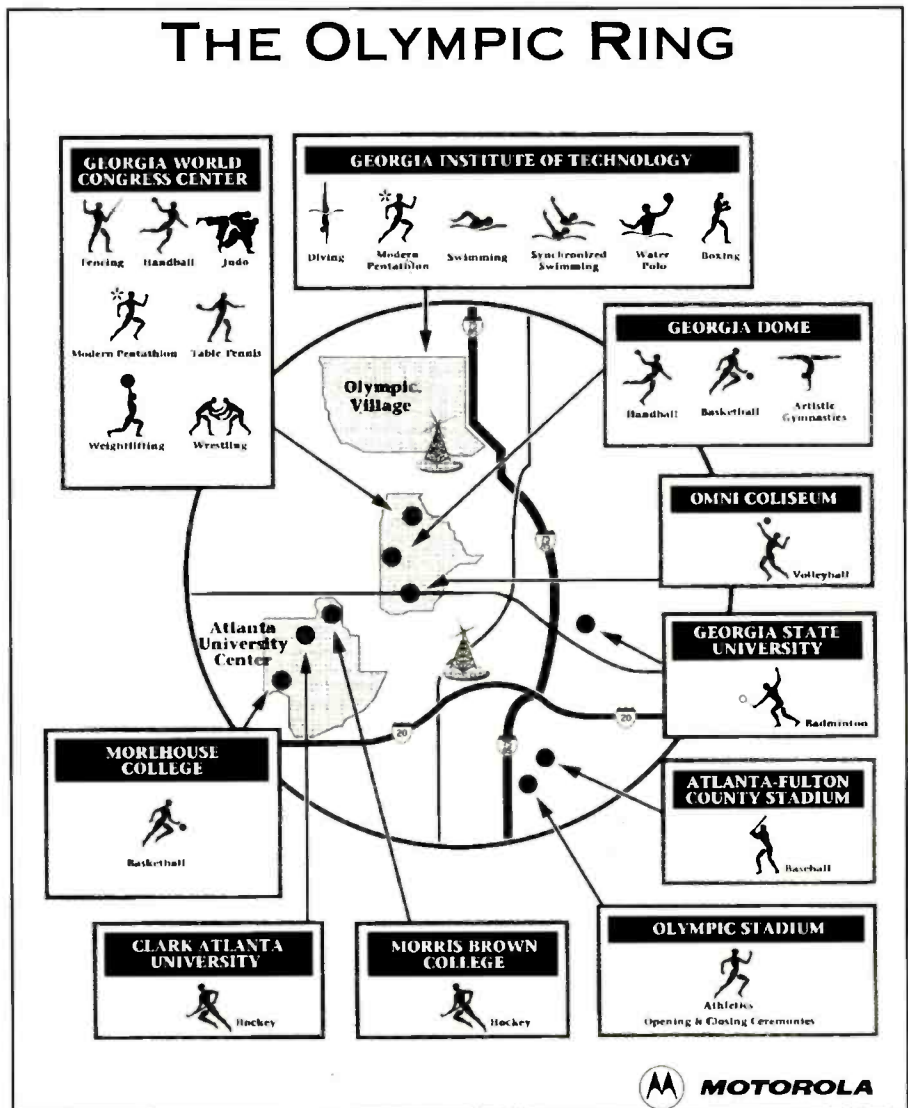 THE OLYMPIC RING
GEORGIA WORLD
CONGRESS CENTER
Fencing Handball Judo
Modern Pentathlon Table Tennis
Weightlifting Wrestling
GEORGIA INSTITUTE OF TECHNOLOGY
Diving Modern
Pentathlon Swimming Synchronized
Swimming Water
Polo Boxing
GEORGIA DOME
Handball Basketball Artistic
Gymnastics
Olympic
Village
OMNI COLISEUM
Volleyball
Atlanta
University
Center
GEORGIA STATE
UNIVERSITY
Badminton
20
20
MOREHOUSE
COLLEGE
Basketball
ATLANTA-FULTON
COUNTY STADIUM
Baseball
CLARK ATLANTA
UNIVERSITY
Hockey
MORRIS BROWN
COLLEGE
Hockey
OLYMPIC STADIUM
Athletics
Opening & Closing Ceremonies
MOTOROLA